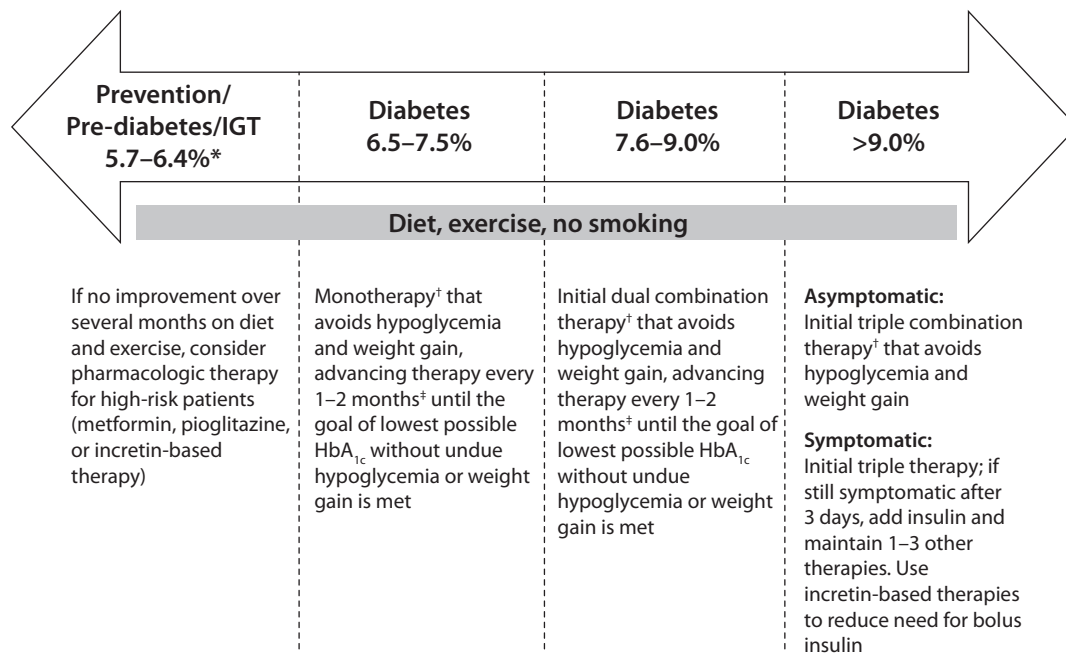 Prevention/
Pre-diabetes/IGT
5.7–6.4%*
Diabetes
6.5–7.5%
Diabetes
7.6–9.0%
Diabetes
>9.0%
Diet, exercise, no smoking
If no improvement over
several months on diet
and exercise, consider
pharmacologic therapy
for high-risk patients
(metformin, pioglitazine,
or incretin-based
therapy)
Monotherapy† that
avoids hypoglycemia
and weight gain,
advancing therapy every
1–2 months‡ until the
goal of lowest possible
HbA1c without undue
hypoglycemia or weight
gain is met
Initial dual combination
therapy† that avoids
hypoglycemia and
weight gain, advancing
therapy every 1–2
months‡ until the goal of
lowest possible HbA1c
without undue
hypoglycemia or weight
gain is met
Asymptomatic:
Initial triple combination
therapy† that avoids
hypoglycemia and
weight gain
Symptomatic:
Initial triple therapy; if
still symptomatic after
3 days, add insulin and
maintain 1–3 other
therapies. Use
incretin-based therapies
to reduce need for bolus
insulin